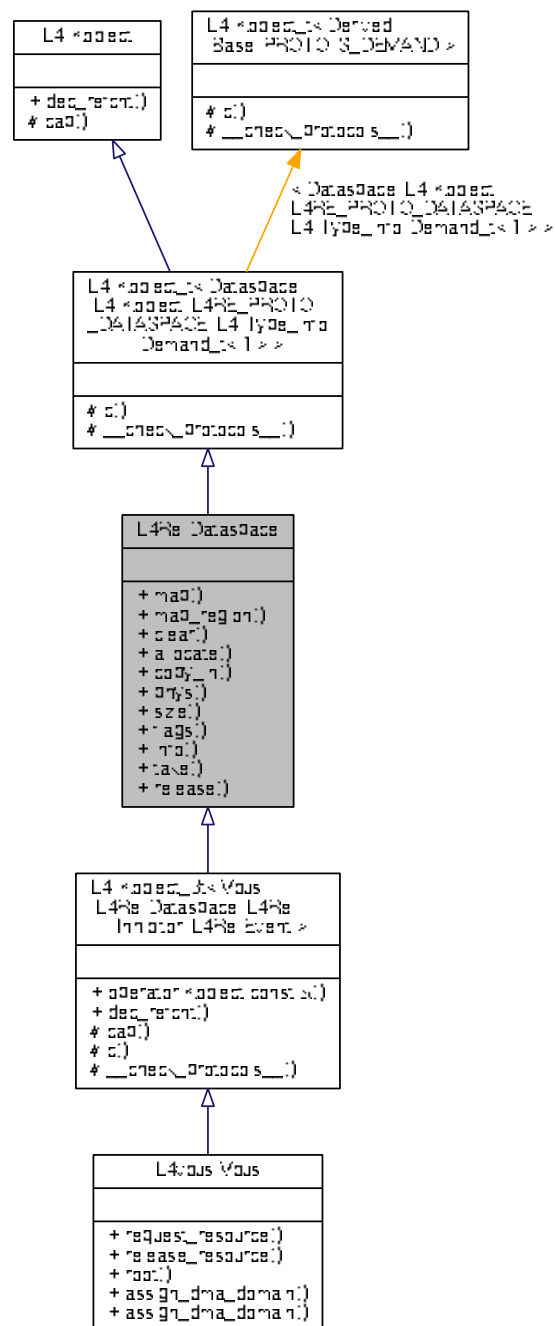 L4 Kobject
+ dec_refcnt()
# cap()
L4 Kobject_t< Derived
Base PROTO S_DEMAND >
# c()
# __check_protocols__()
< Dataspace L4 Kobject
L4RE_PROTO_DATASPACE
L4 Type_info Demand_t< 1 > >
L4 Kobject_t< Dataspace
L4 Kobject L4RE_PROTO
_DATASPACE L4 Type_info
Demand_t< 1 > >
# c()
# __check_protocols__()
L4Re Dataspace
+ map()
+ map_region()
+ clear()
+ allocate()
+ copy_in()
+ phys()
+ size()
+ flags()
+ info()
+ take()
+ release()
L4 Kobject_3t< Vbus
L4Re Dataspace L4Re
Inhibitor L4Re Event >
+ operator Kobject const &()
+ dec_refcnt()
# cap()
# c()
# __check_protocols__()
L4vbus Vbus
+ request_resource()
+ release_resource()
+ root()
+ assign_dma_domain()
+ assign_dma_domain()